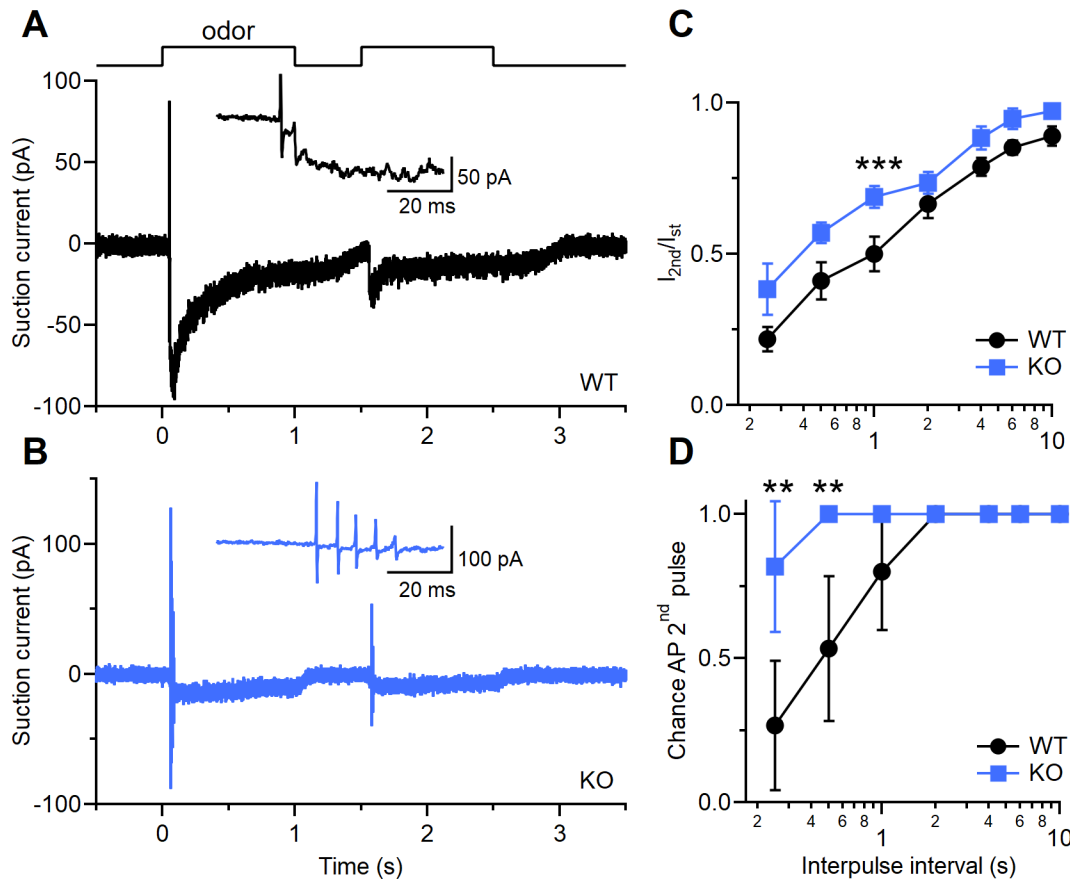 A
odor
100
50
0
-50
-100
Suction current (pA)
50 pA
20 ms
WT
0
1
2
3
B
100
0
-100
Suction current (pA)
100 pA
20 ms
KO
0
1
2
3
Time (s)
C
1.0
0.5
0.0
I2nd/Ist
***
WT
KO
2
4
6
8
1
2
4
6
8
10
D
** **
1.0
0.5
0.0
Chance AP 2nd pulse
WT
KO
2
4
6
8
1
2
4
6
8
10
Interpulse interval (s)